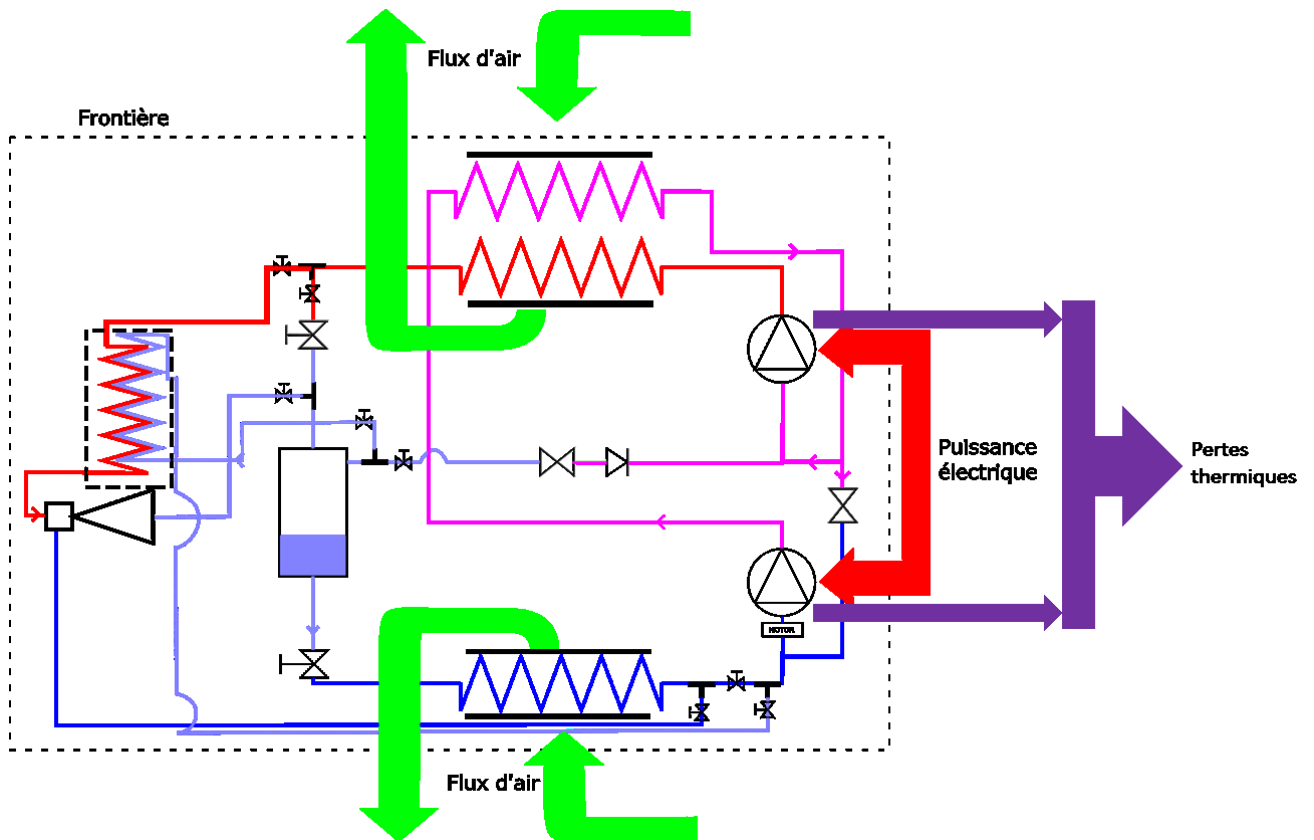 Flux d'air
Frontière
Puissance
électrique
Pertes
thermiques
MOTOR
Flux d'air